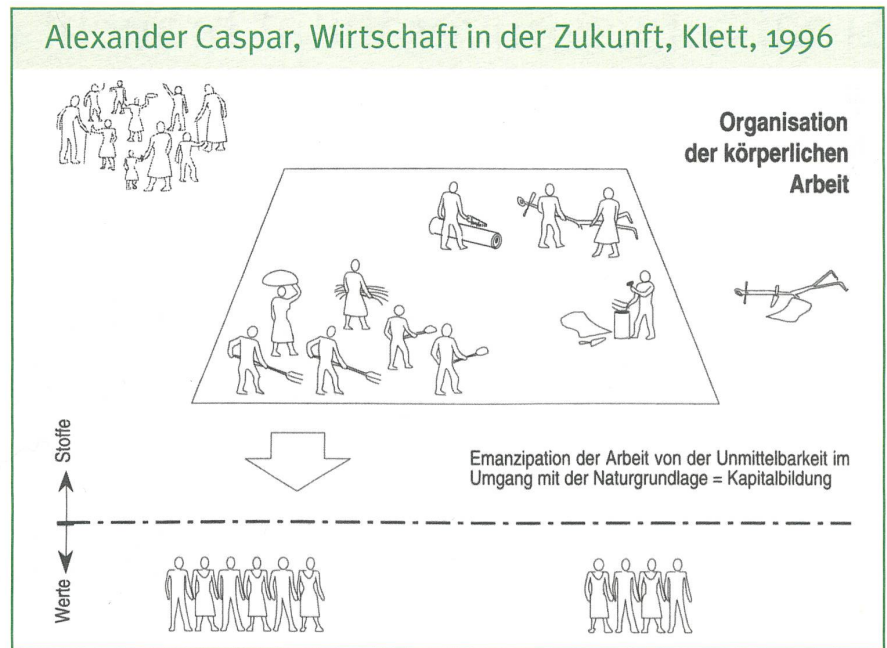 Alexander Caspar, Wirtschaft in der Zukunft, Klett, 1996
Organisation
der körperlichen
Arbeit
Emanzipation der Arbeit von der Unmittelbarkeit im
Umgang mit der Naturgrundlage = Kapitalbildung
Stoffe
Werte